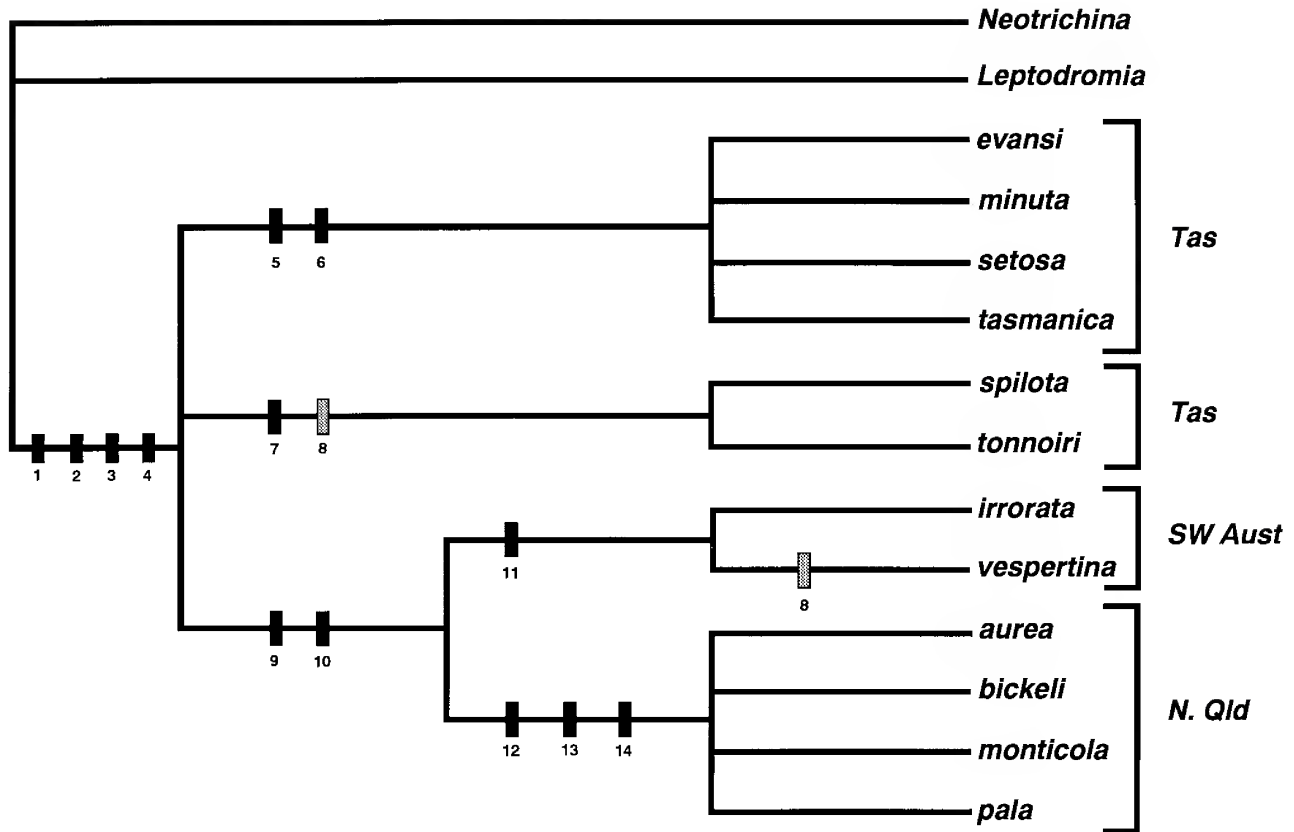 Neotrichina
Leptodromia
evansi
minuta
setosa
tasmanica
Tas
5 6
spilota
tonnoiri
Tas
7 8
1 2 3 4
irrorata
vespertina
SW Aust
11
8
9 10
aurea
bickeli
monticola
pala
N. Qld
12 13 14